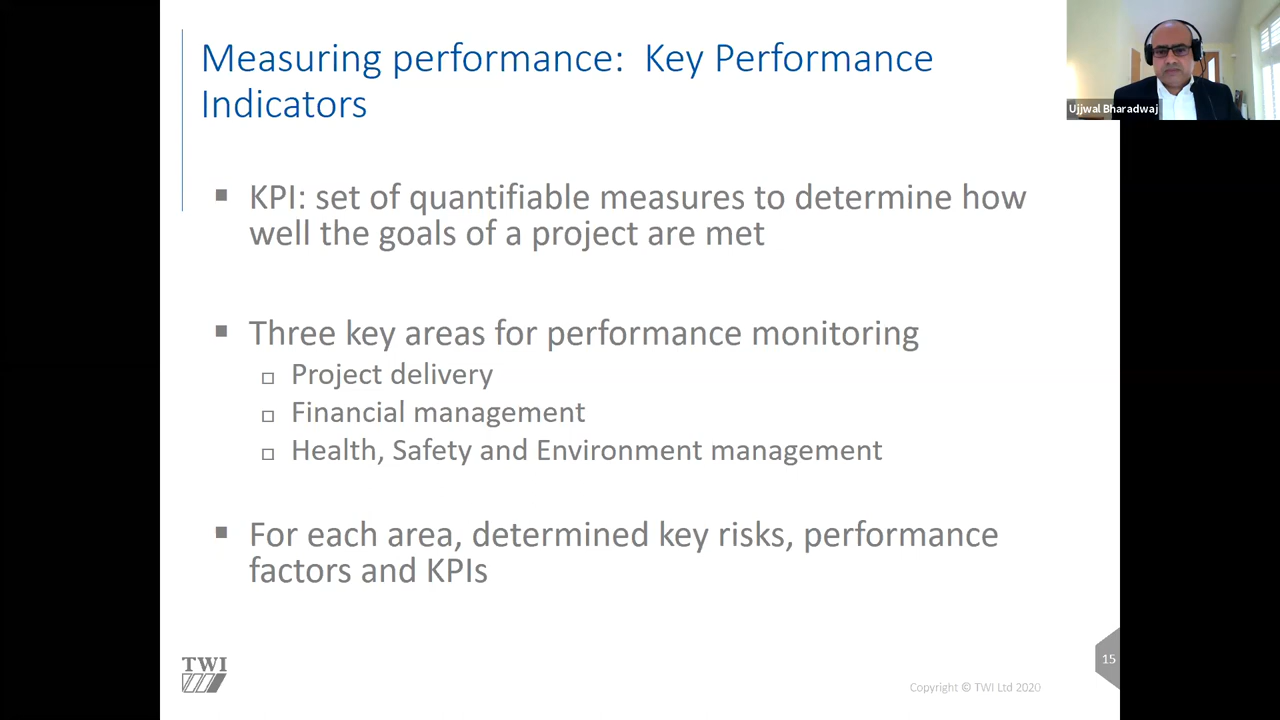 Measuring performance:  Key Performance
Indicators
Ujjwal Bharadwaj
KPI: set of quantifiable measures to determine how
well the goals of a project are met
Three key areas for performance monitoring
Project delivery
Financial management
Health, Safety and Environment management
For each area, determined key risks, performance
factors and KPIs
TWI
15
Copyright © TWI Ltd 2020